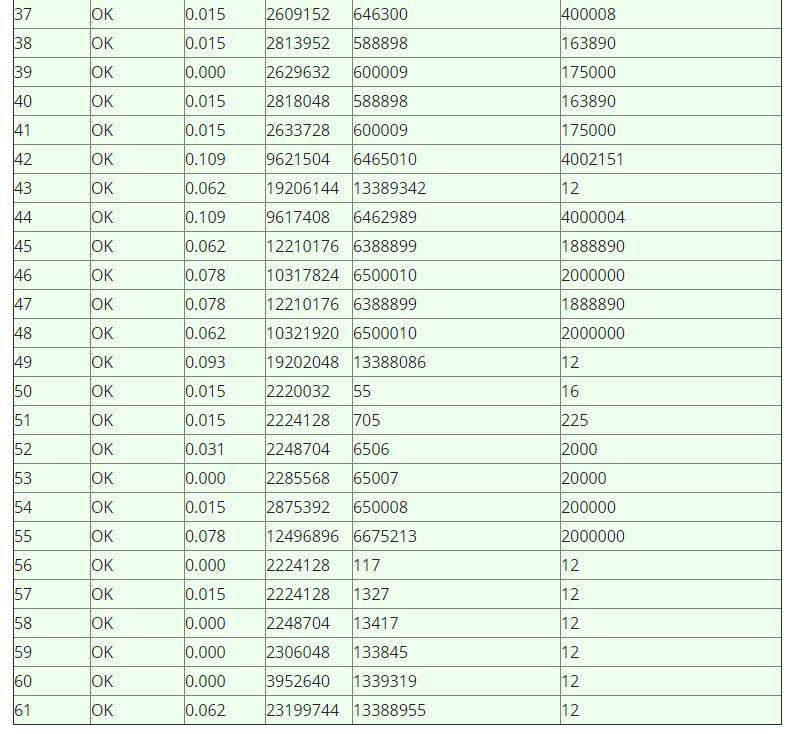 37 OK 0.015 2609152 646300 400008
38 OK 0.015 2813952 588898 163890
39 OK 0.000 2629632 600009 175000
40 OK 0.015 2818048 588898 163890
41 OK 0.015 2633728 600009 175000
42 OK 0.109 9621504 6465010 4002151
43 OK 0.062 19206144 13389342 12
44 OK 0.109 9617408 6462989 4000004
45 OK 0.062 12210176 6388899 1888890
46 OK 0.078 10317824 6500010 2000000
47 OK 0.078 12210176 6388899 1888890
48 OK 0.062 10321920 6500010 2000000
49 OK 0.093 19202048 13388086 12
50 OK 0.015 2220032 55 16
51 OK 0.015 2224128 705 225
52 OK 0.031 2248704 6506 2000
53 OK 0.000 2285568 65007 20000
54 OK 0.015 2875392 650008 200000
55 OK 0.078 12496896 6675213 2000000
56 OK 0.000 2224128 117 12
57 OK 0.015 2224128 1327 12
58 OK 0.000 2248704 13417 12
59 OK 0.000 2306048 133845 12
60 OK 0.000 3952640 1339319 12
61 OK 0.062 23199744 13388955 12